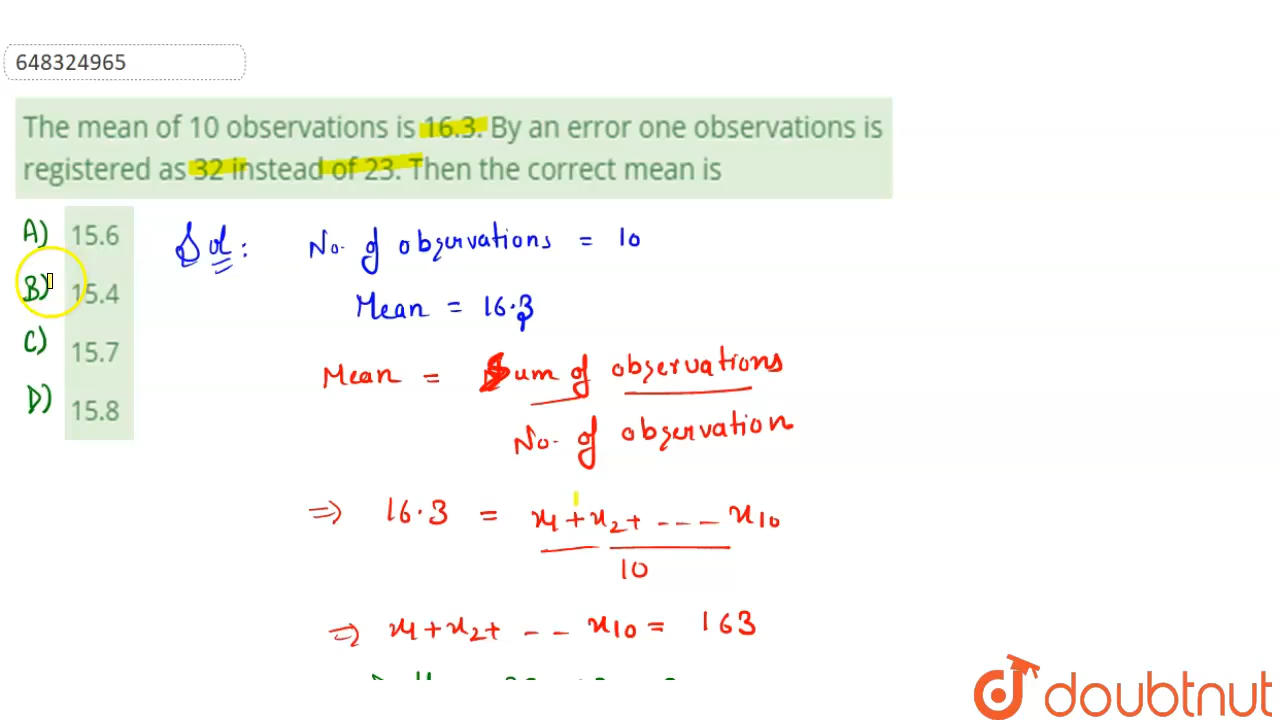 648324965
The mean of 10 observations is 16.3. By an error one observations is
registered as 32 instead of 23. Then the correct mean is
A) 15.6
B) 15.4
C) 15.7
D) 15.8
Sol: No. of observations = 10
Mean = 16.3
Mean = Sum of observations
No. of observation
⇒ 16.3 = x1+x2+ ---- x10
10
⇒ x1+x2+ -- x10 = 163
doubtnut